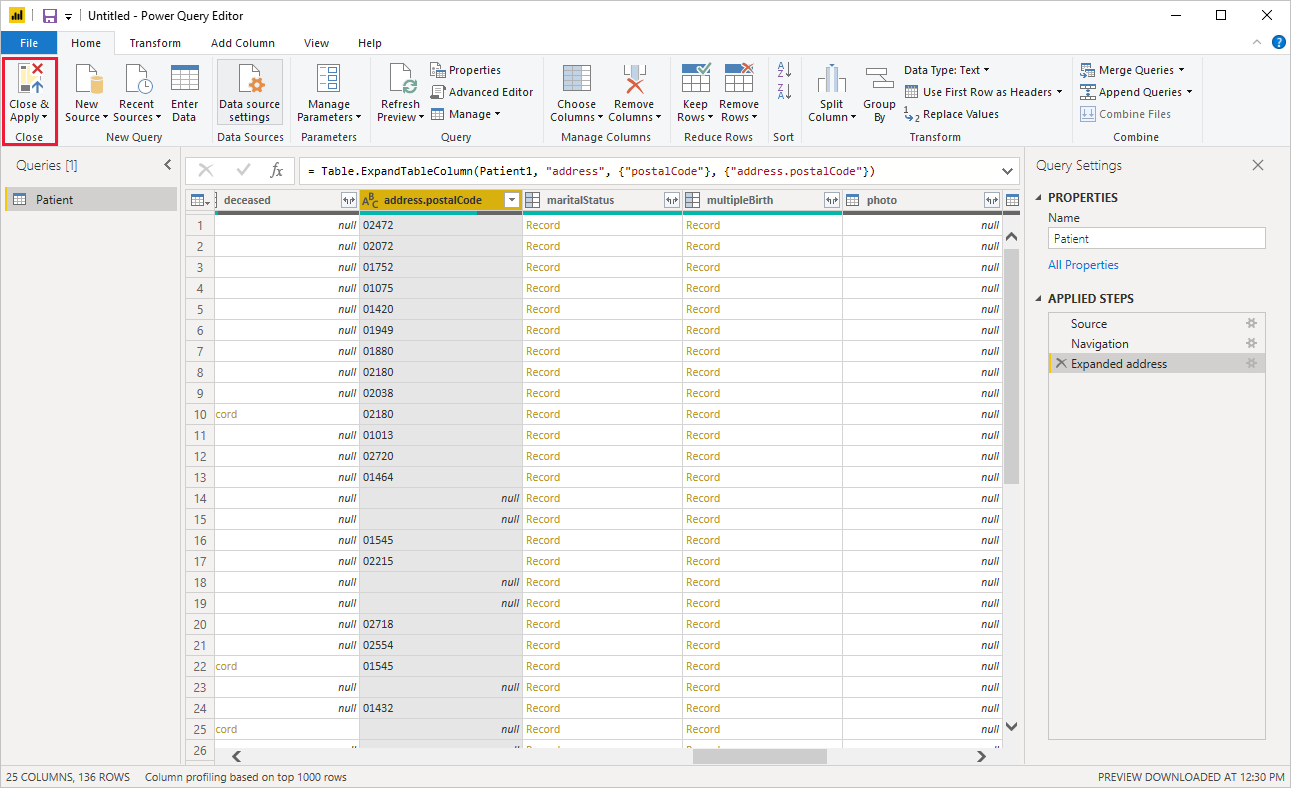 Untitled - Power Query Editor
File Home Transform Add Column View Help
Close & Apply
New Source
Recent Sources
Enter Data
Data source settings
Manage Parameters
Refresh Preview
Properties
Advanced Editor
Manage
Choose Columns
Remove Columns
Keep Rows
Remove Rows
Split Column
Group By
Data Type: Text
Use First Row as Headers
Replace Values
Merge Queries
Append Queries
Combine Files
Close New Query Data Sources Parameters Query Manage Columns Reduce Rows Sort Transform Combine
Queries [1]
Patient
= Table.ExpandTableColumn(Patient1, "address", {"postalCode"}, {"address.postalCode"})
deceased address.postalCode maritalStatus multipleBirth photo
1 null 02472 Record Record null
2 null 02072 Record Record null
3 null 01752 Record Record null
4 null 01075 Record Record null
5 null 01420 Record Record null
6 null 01949 Record Record null
7 null 01880 Record Record null
8 null 02180 Record Record null
9 null 02038 Record Record null
10 cord 02180 Record Record null
11 null 01013 Record Record null
12 null 02720 Record Record null
13 null 01464 Record Record null
14 null null Record Record null
15 null null Record Record null
16 null 01545 Record Record null
17 null 02215 Record Record null
18 null null Record Record null
19 null null Record Record null
20 null 02718 Record Record null
21 null 02554 Record Record null
22 cord 01545 Record Record null
23 null null Record Record null
24 null 01432 Record Record null
25 cord null Record Record null
26
Query Settings
PROPERTIES
Name
Patient
All Properties
APPLIED STEPS
Source
Navigation
Expanded address
25 COLUMNS, 136 ROWS Column profiling based on top 1000 rows PREVIEW DOWNLOADED AT 12:30 PM